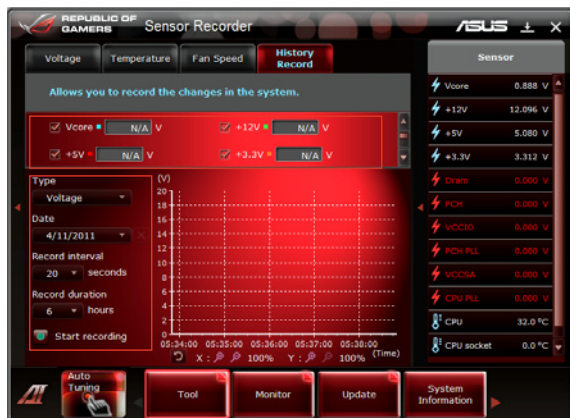 REPUBLIC OF
GAMERS
Sensor Recorder
ASUS
Voltage
Temperature
Fan Speed
History
Record
Allows you to record the changes in the system.
Vcore N/A V
+12V N/A V
+5V N/A V
+3.3V N/A V
Type
Voltage
Date
4/11/2011
Record interval
20 seconds
Record duration
6 hours
Start recording
(V)
20
18
16
14
12
10
8
6
4
2
05:34:00 05:35:00 05:36:00 05:37:00 05:38:00
X : 100% Y : 100% (Time)
Sensor
Vcore 0.888 V
+12V 12.096 V
+5V 5.080 V
+3.3V 3.312 V
Dram 0.000 V
PCH 0.000 V
VCCIO 0.000 V
PCH PLL 0.000 V
VCCSA 0.000 V
CPU PLL 0.000 V
CPU 32.0 ºC
CPU socket 0.0 ºC
AI
Auto
Tuning
Tool
Monitor
Update
System
Information